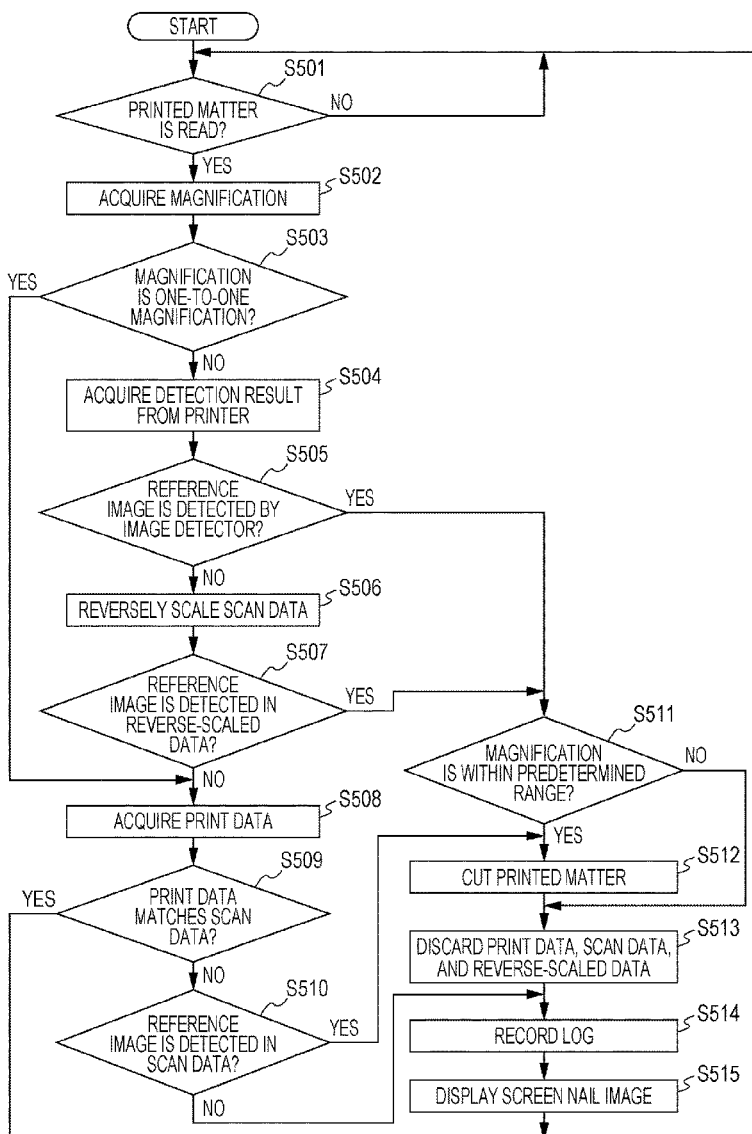 START
S501
PRINTED MATTER
IS READ?
NO
YES
S502
ACQUIRE MAGNIFICATION
S503
YES
MAGNIFICATION
IS ONE-TO-ONE
MAGNIFICATION?
NO
S504
ACQUIRE DETECTION RESULT
FROM PRINTER
S505
REFERENCE
IMAGE IS DETECTED BY
IMAGE DETECTOR?
YES
NO
S506
REVERSELY SCALE SCAN DATA
S507
REFERENCE
IMAGE IS DETECTED IN
REVERSE-SCALED
DATA?
YES
NO
S511
MAGNIFICATION
IS WITHIN PREDETERMINED
RANGE?
NO
YES
S508
ACQUIRE PRINT DATA
S509
YES
PRINT DATA
MATCHES SCAN
DATA?
NO
S512
CUT PRINTED MATTER
S513
DISCARD PRINT DATA, SCAN DATA,
AND REVERSE-SCALED DATA
S510
REFERENCE
IMAGE IS DETECTED IN
SCAN DATA?
YES
NO
S514
RECORD LOG
S515
DISPLAY SCREEN NAIL IMAGE